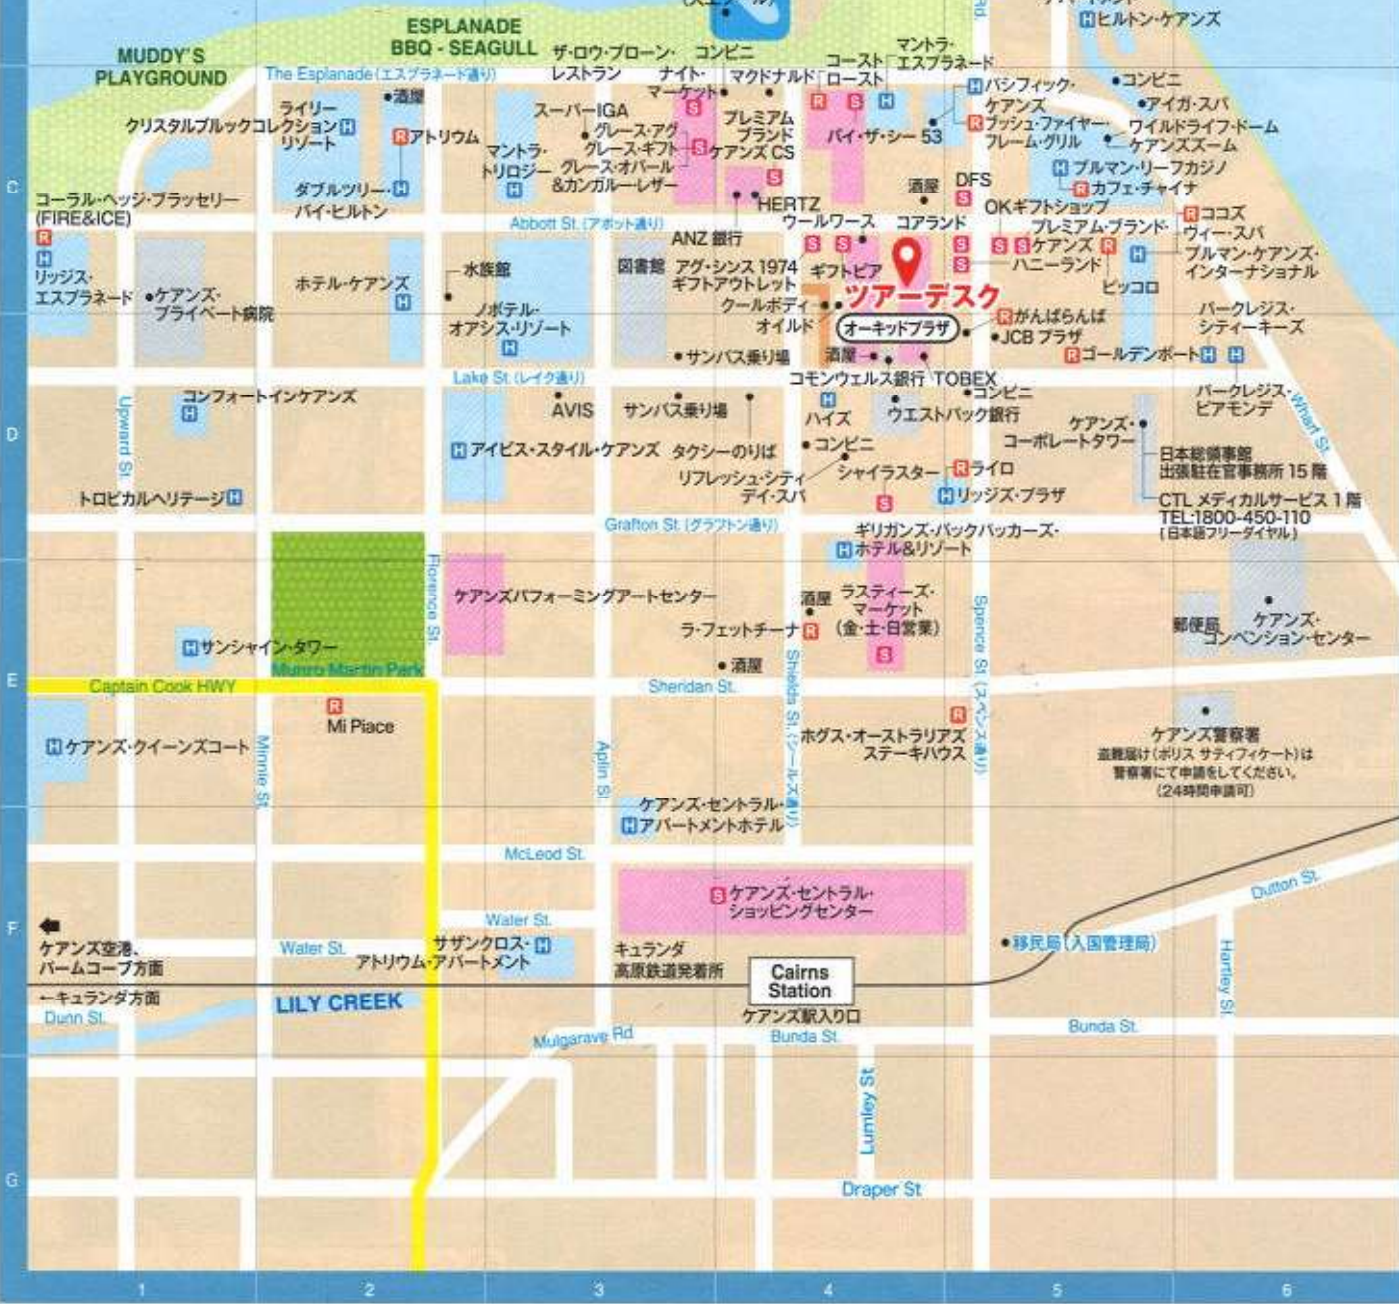 ヒルトン・ケアンズ
ESPLANADE
BBQ - SEAGULL
MUDDY'S
PLAYGROUND
The Esplanade (エスプラネード通り)
ザ・ロウ・ブローン・
レストラン
コンビニ
ナイト・
マーケット
マクドナルド
コースト
ロースト
マントラ・
エスプラネード
パシフィック・
ケアンズ
コンビニ
アイガ・スパ
ブッシュ・ファイヤー・
フレーム・グリル
ワイルドライフ・ドーム
ケアンズズーム
酒屋
ライリー
クリスタルブルックコレクション
リゾート
アトリウム
スーパーIGA
グレース・アグ
グレース・ギフト
グレース・オパール
&カンガルー・レザー
マントラ・
トリロジー
プレミアム
ブランド
ケアンズ CS
バイ・ザ・シー 53
ダブルツリー・
バイ・ヒルトン
プルマン・リーフカジノ
カフェ・チャイナ
C
コーラル・ヘッジ・ブラッセリー
(FIRE&ICE)
Abbott St. (アボット通り)
HERTZ
ウールワース
酒屋
コアランド
DFS
OKギフトショップ
プレミアム・ブランド・
ケアンズ
ハニーランド
ココズ
ヴィー・スパ
プルマン・ケアンズ・
インターナショナル
ピッコロ
リッジス・
エスプラネード
ケアンズ・
プライベート病院
ホテル・ケアンズ
水族館
ノボテル・
オアシス・リゾート
ANZ 銀行
図書館
アグ・シンス 1974
ギフトアウトレット
ギフトピア
クールボディ
オイルド
ツアーデスク
オーキッドプラザ
がんばらんば
JCB プラザ
パークレジス・
シティーキーズ
ゴールデンボート
サンバス乗り場
酒屋
Lake St (レイク通り)
コモンウェルス銀行
TOBEX
コンビニ
ウエストパック銀行
パークレジス・
ピアモンデ
コンフォートインケアンズ
AVIS
サンバス乗り場
タクシーのりば
ハイズ
コンビニ
シャイラスター
リフレッシュ・シティ
デイ・スパ
アイビス・スタイル・ケアンズ
D
Upward St.
トロピカルヘリテージ
ライロ
リッジズ・プラザ
ケアンズ・
コーポレートタワー
日本総領事館
出張駐在官事務所 15 階
CTL メディカルサービス 1 階
TEL:1800-450-110
(日本語フリーダイヤル)
Wharf St.
Grafton St. (グラフトン通り)
ギリガンズ・バックパッカーズ・
ホテル&リゾート
Florence St.
ケアンズパフォーミングアートセンター
酒屋
ラスティーズ・
マーケット
(金・土・日営業)
ラ・フェットチーナ
酒屋
郵便局
ケアンズ・
コンベンション・センター
サンシャイン・タワー
Munro Martin Park
E
Captain Cook HWY
Sheridan St.
Shields St. (シールズ通り)
Spence St (スペンス通り)
Mi Piace
ケアンズ・クイーンズコート
Minnie St.
Aplin St.
ホグス・オーストラリアズ
ステーキハウス
ケアンズ警察署
盗難届け(ポリス サティフィケート)は
警察署にて申請をしてください。
(24時間申請可)
ケアンズ・セントラル・
アパートメントホテル
McLeod St.
ケアンズ・セントラル・
ショッピングセンター
Dutton St.
F
Water St.
Water St.
サザンクロス・
アトリウム・アパートメント
キュランダ
高原鉄道発着所
Cairns
Station
ケアンズ駅入り口
移民局(入国管理局)
Hartley St.
ケアンズ空港、
パームコーブ方面
←キュランダ方面
Dunn St.
LILY CREEK
Mulgrave Rd
Bunda St.
Bunda St.
Lumley St
G
Draper St
1 2 3 4 5 6